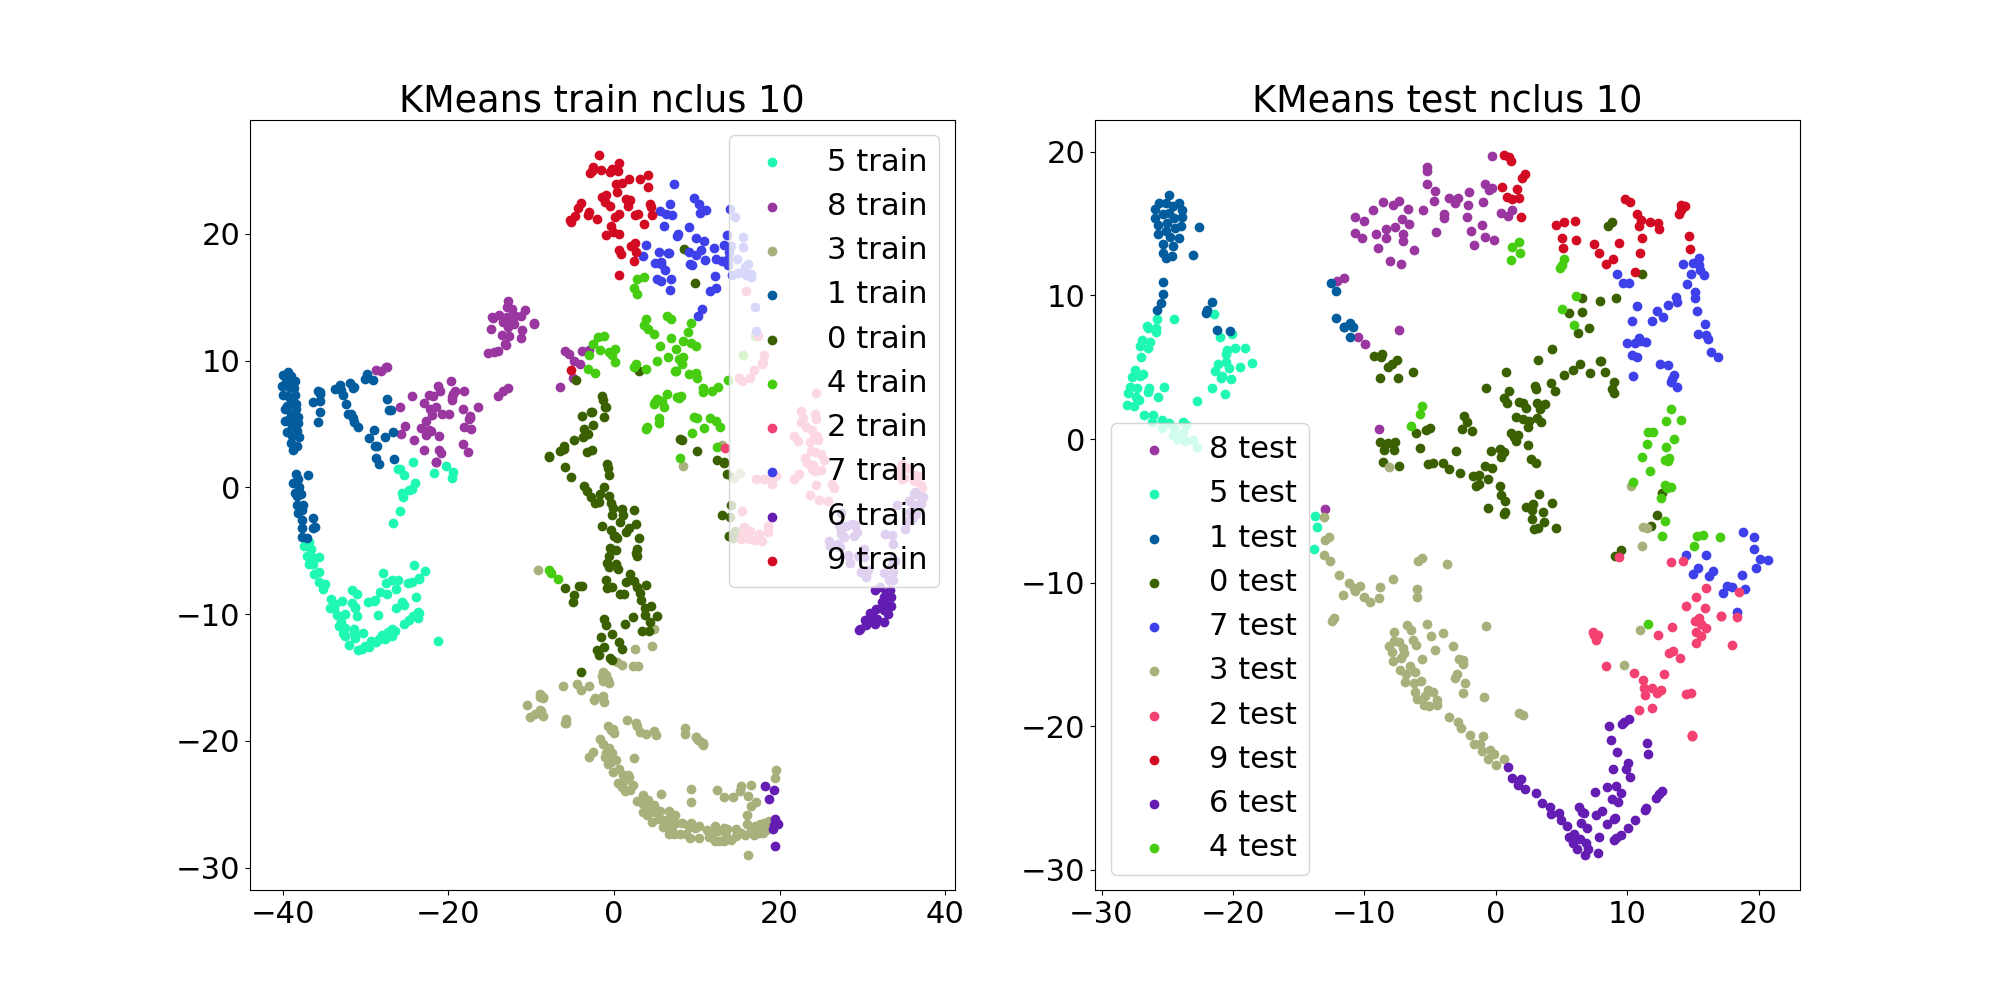 KMeans train nclus 10
20
10
0
−10
−20
−30
−40
−20
0
20
40
5 train
8 train
3 train
1 train
0 train
4 train
2 train
7 train
6 train
9 train
KMeans test nclus 10
20
10
0
−10
−20
−30
−30
−20
−10
0
10
20
8 test
5 test
1 test
0 test
7 test
3 test
2 test
9 test
6 test
4 test